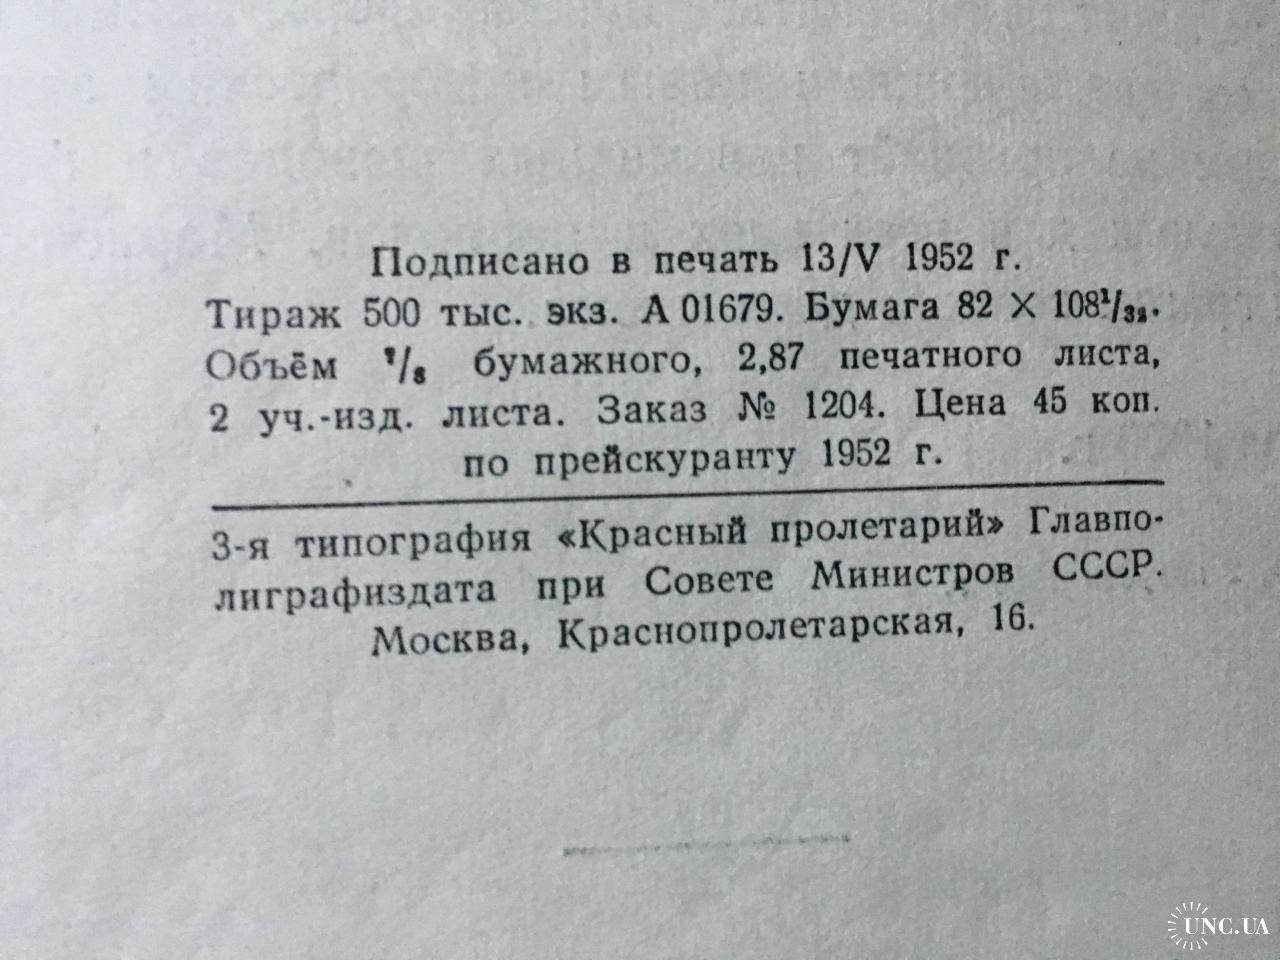 Подписано в печать 13/V 1952 г.
Тираж 500 тыс. экз. А 01679. Бумага 82 × 108¹/₃₂.
Объём ⁷/₈ бумажного, 2,87 печатного листа,
2 уч.-изд. листа. Заказ № 1204. Цена 45 коп.
по прейскуранту 1952 г.
3-я типография «Красный пролетарий» Главпо-
лиграфиздата при Совете Министров СССР.
Москва, Краснопролетарская, 16.
UNC.UA